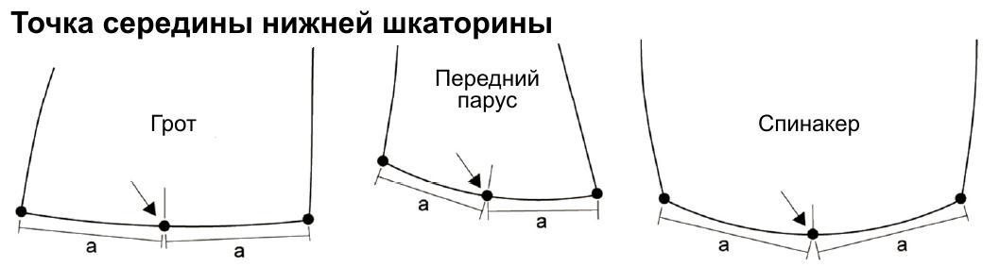 Точка середины нижней шкаторины
Грот
Передний
парус
Спинакер
а
а
а
а
а
а